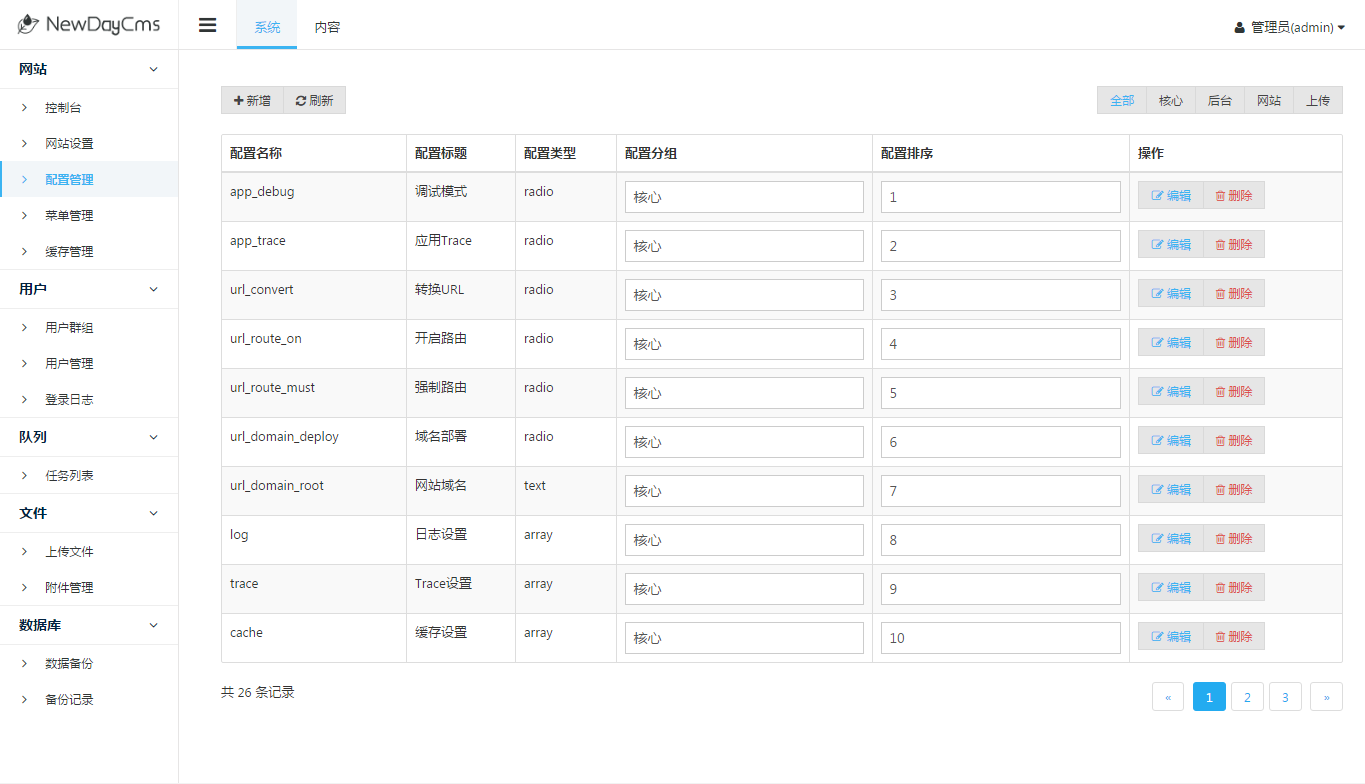 NewDayCms
系统 内容
管理员(admin)
网站
控制台
网站设置
配置管理
菜单管理
缓存管理
用户
用户群组
用户管理
登录日志
队列
任务列表
文件
上传文件
附件管理
数据库
数据备份
备份记录
新增 刷新
全部 核心 后台 网站 上传
配置名称 配置标题 配置类型 配置分组 配置排序 操作
app_debug 调试模式 radio 核心 1 编辑 删除
app_trace 应用Trace radio 核心 2 编辑 删除
url_convert 转换URL radio 核心 3 编辑 删除
url_route_on 开启路由 radio 核心 4 编辑 删除
url_route_must 强制路由 radio 核心 5 编辑 删除
url_domain_deploy 域名部署 radio 核心 6 编辑 删除
url_domain_root 网站域名 text 核心 7 编辑 删除
log 日志设置 array 核心 8 编辑 删除
trace Trace设置 array 核心 9 编辑 删除
cache 缓存设置 array 核心 10 编辑 删除
共 26 条记录
« 1 2 3 »